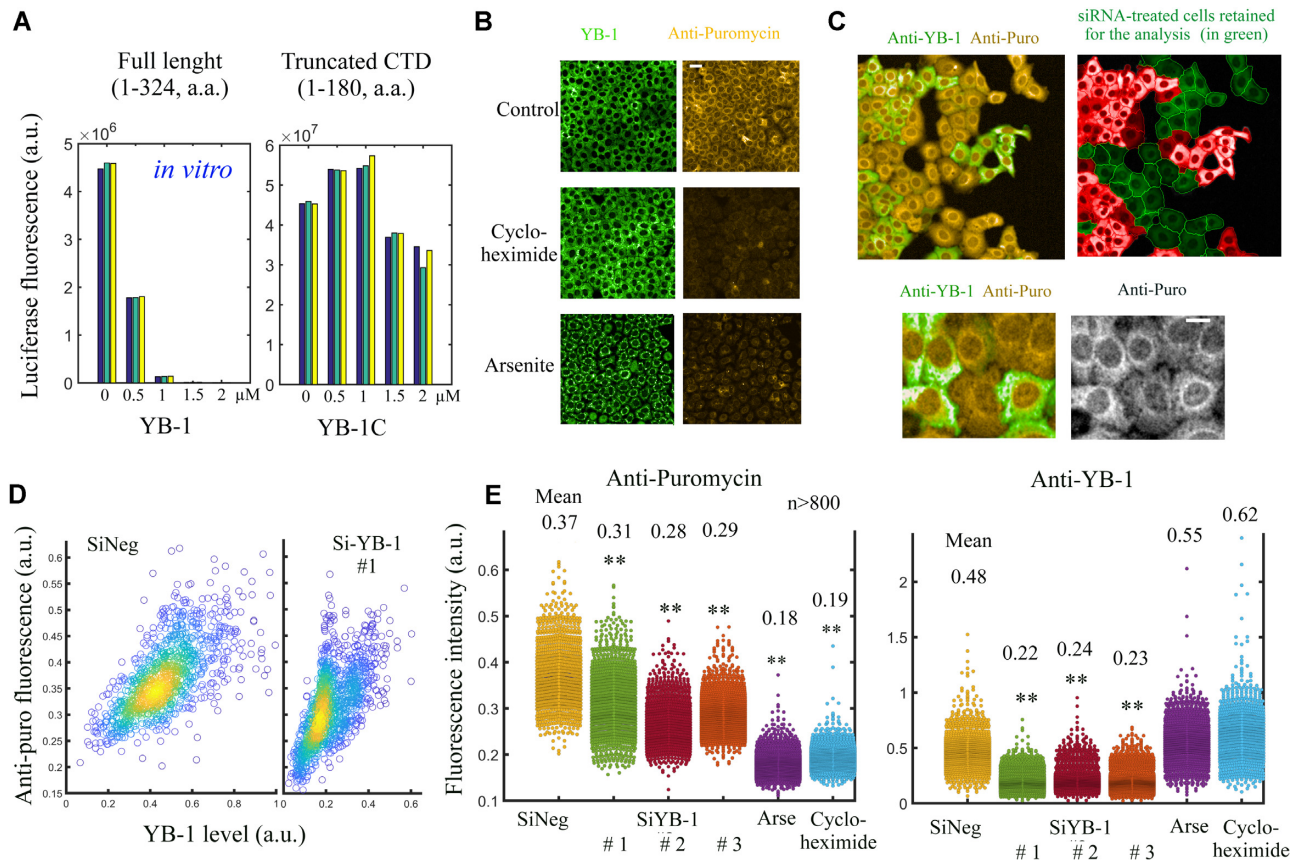 A
Full lenght
(1-324, a.a.)
Truncated CTD
(1-180, a.a.)
Luciferase fluorescence (a.u.)
×10⁶
in vitro
5
4
3
2
1
0
0 0.5 1 1.5 2 µM
YB-1
×10⁷
7
6
5
4
3
2
1
0
0 0.5 1 1.5 2 µM
YB-1C
B
YB-1 Anti-Puromycin
Control
Cyclo-
heximide
Arsenite
C
Anti-YB-1 Anti-Puro
siRNA-treated cells retained
for the analysis (in green)
Anti-YB-1 Anti-Puro
Anti-Puro
D
Anti-puro fluorescence (a.u.)
SiNeg
Si-YB-1
#1
0.65
0.6
0.55
0.5
0.45
0.4
0.35
0.3
0.25
0.2
0.15
0 0.2 0.4 0.6 0.8 1 0 0.2 0.4 0.6
YB-1 level (a.u.)
E
Anti-Puromycin
Fluorescence intensity (a.u.)
Mean
0.37 0.31 0.28 0.29 0.18 0.19
n>800
** ** ** ** **
0.6
0.5
0.4
0.3
0.2
0.1
SiNeg SiYB-1 Arse Cyclo-
heximide
# 1 # 2 # 3
Anti-YB-1
Mean
0.48 0.22 0.24 0.23 0.55 0.62
** ** **
2
1.5
1
0.5
0
SiNeg SiYB-1 Arse Cyclo-
heximide
# 1 # 2 # 3